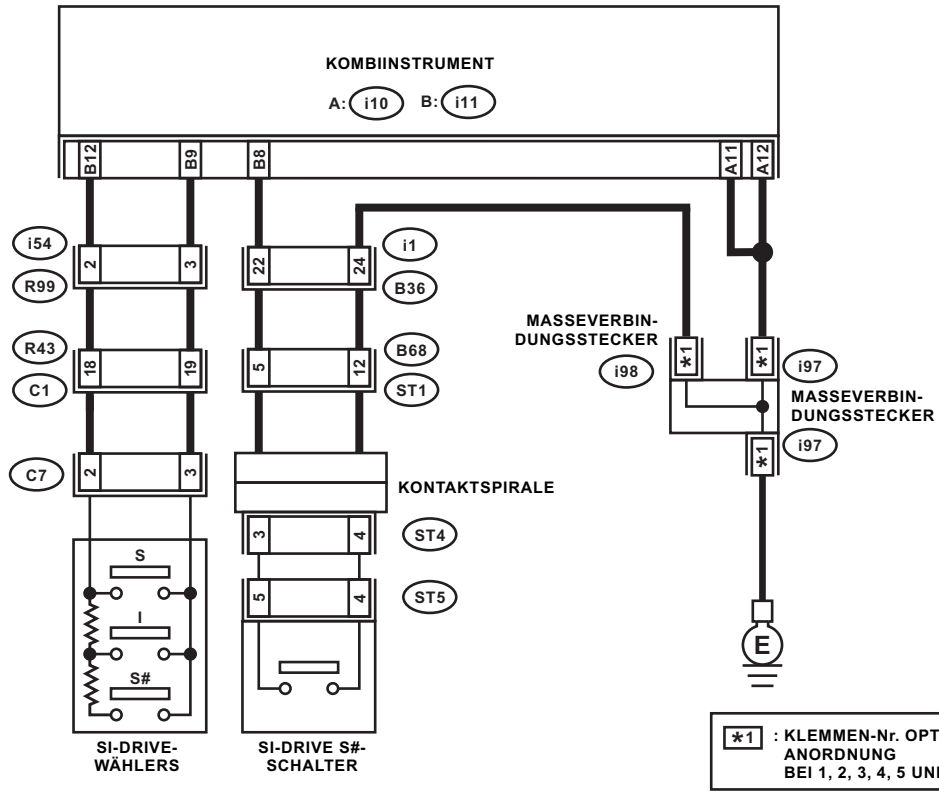 KOMBIINSTRUMENT
A: i10 B: i11
B12 B9 B8 A11 A12
i54 2 3 22 24 i1
R99 B36
MASSEVERBIN-
DUNGSSTECKER
R43 18 19 5 12 B68 i98 *1 *1 i97
C1 ST1
MASSEVERBIN-
DUNGSSTECKER
*1 i97
C7 2 3
KONTAKTSPIRALE
3 4 ST4
S
5 4 ST5
I
S#
E
SI-DRIVE-
WÄHLERS
SI-DRIVE S#-
SCHALTER
*1 : KLEMMEN-Nr. OPT
ANORDNUNG
BEI 1, 2, 3, 4, 5